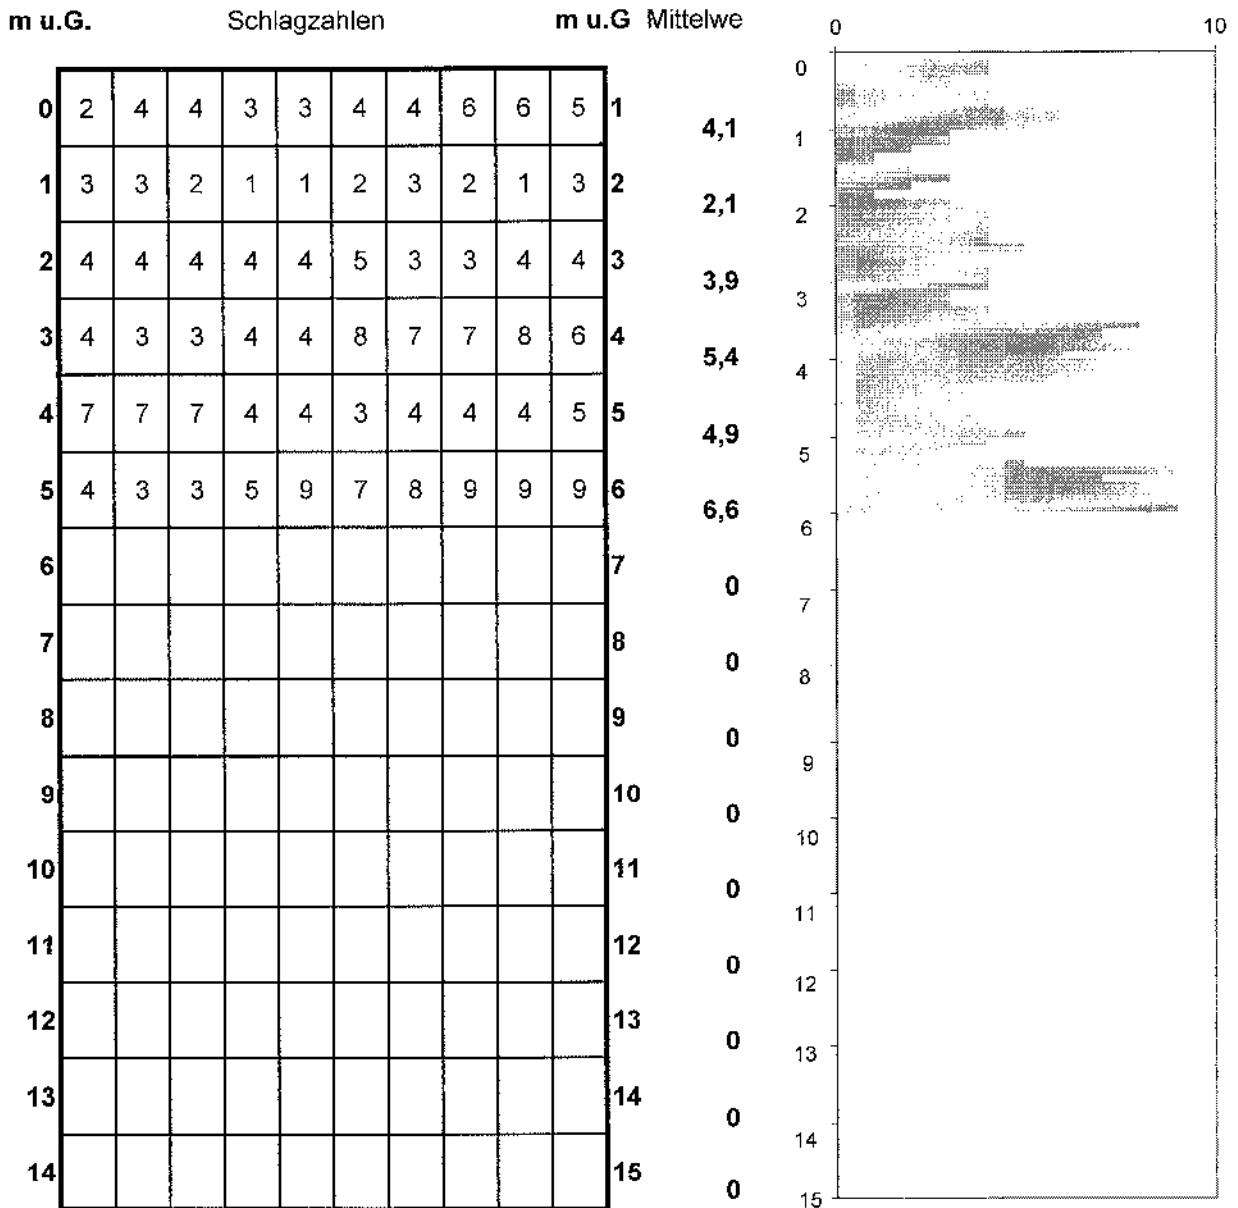 m u.G. Schlagzahlen m u.G Mittelwe 0 10
0 2 4 4 3 3 4 4 6 6 5 1 4,1 0
1 3 3 2 1 1 2 3 2 1 3 2 2,1 1
2 4 4 4 4 4 5 3 3 4 4 3 3,9 2
3 4 3 3 4 4 8 7 7 8 6 4 5,4 3
4 7 7 7 4 4 3 4 4 4 5 5 4,9 4
5 4 3 3 5 9 7 8 9 9 9 6 6,6 5
6 7 0 6
7 8 0 7
8 9 0 8
9 10 0 9
10 11 0 10
11 12 0 11
12 13 0 12
13 14 0 13
14 15 0 14
15